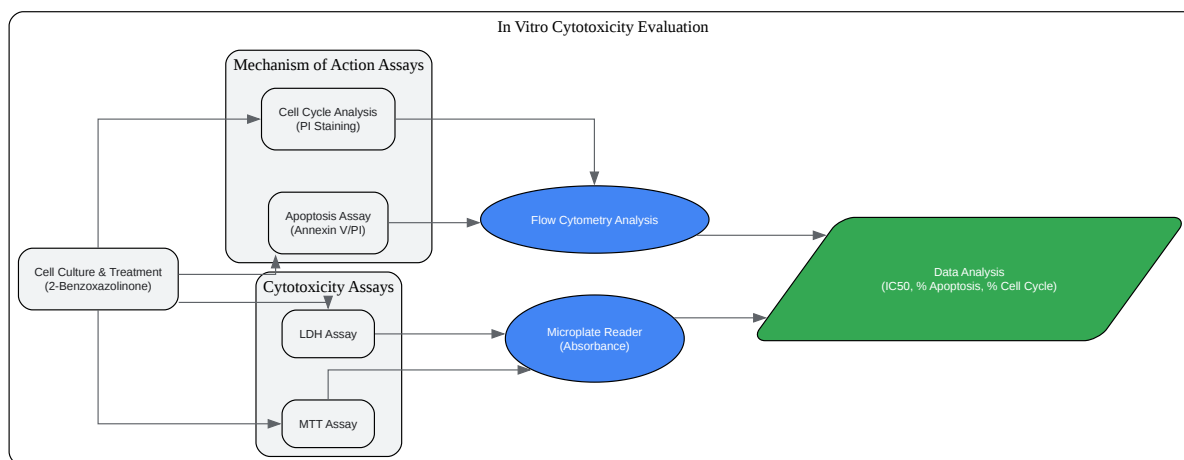 In Vitro Cytotoxicity Evaluation
Mechanism of Action Assays
Cell Cycle Analysis
(PI Staining)
Apoptosis Assay
(Annexin V/PI)
Flow Cytometry Analysis
Cell Culture & Treatment
(2-Benzoxazolinone)
Data Analysis
(IC50, % Apoptosis, % Cell Cycle)
Cytotoxicity Assays
LDH Assay
Microplate Reader
(Absorbance)
MTT Assay